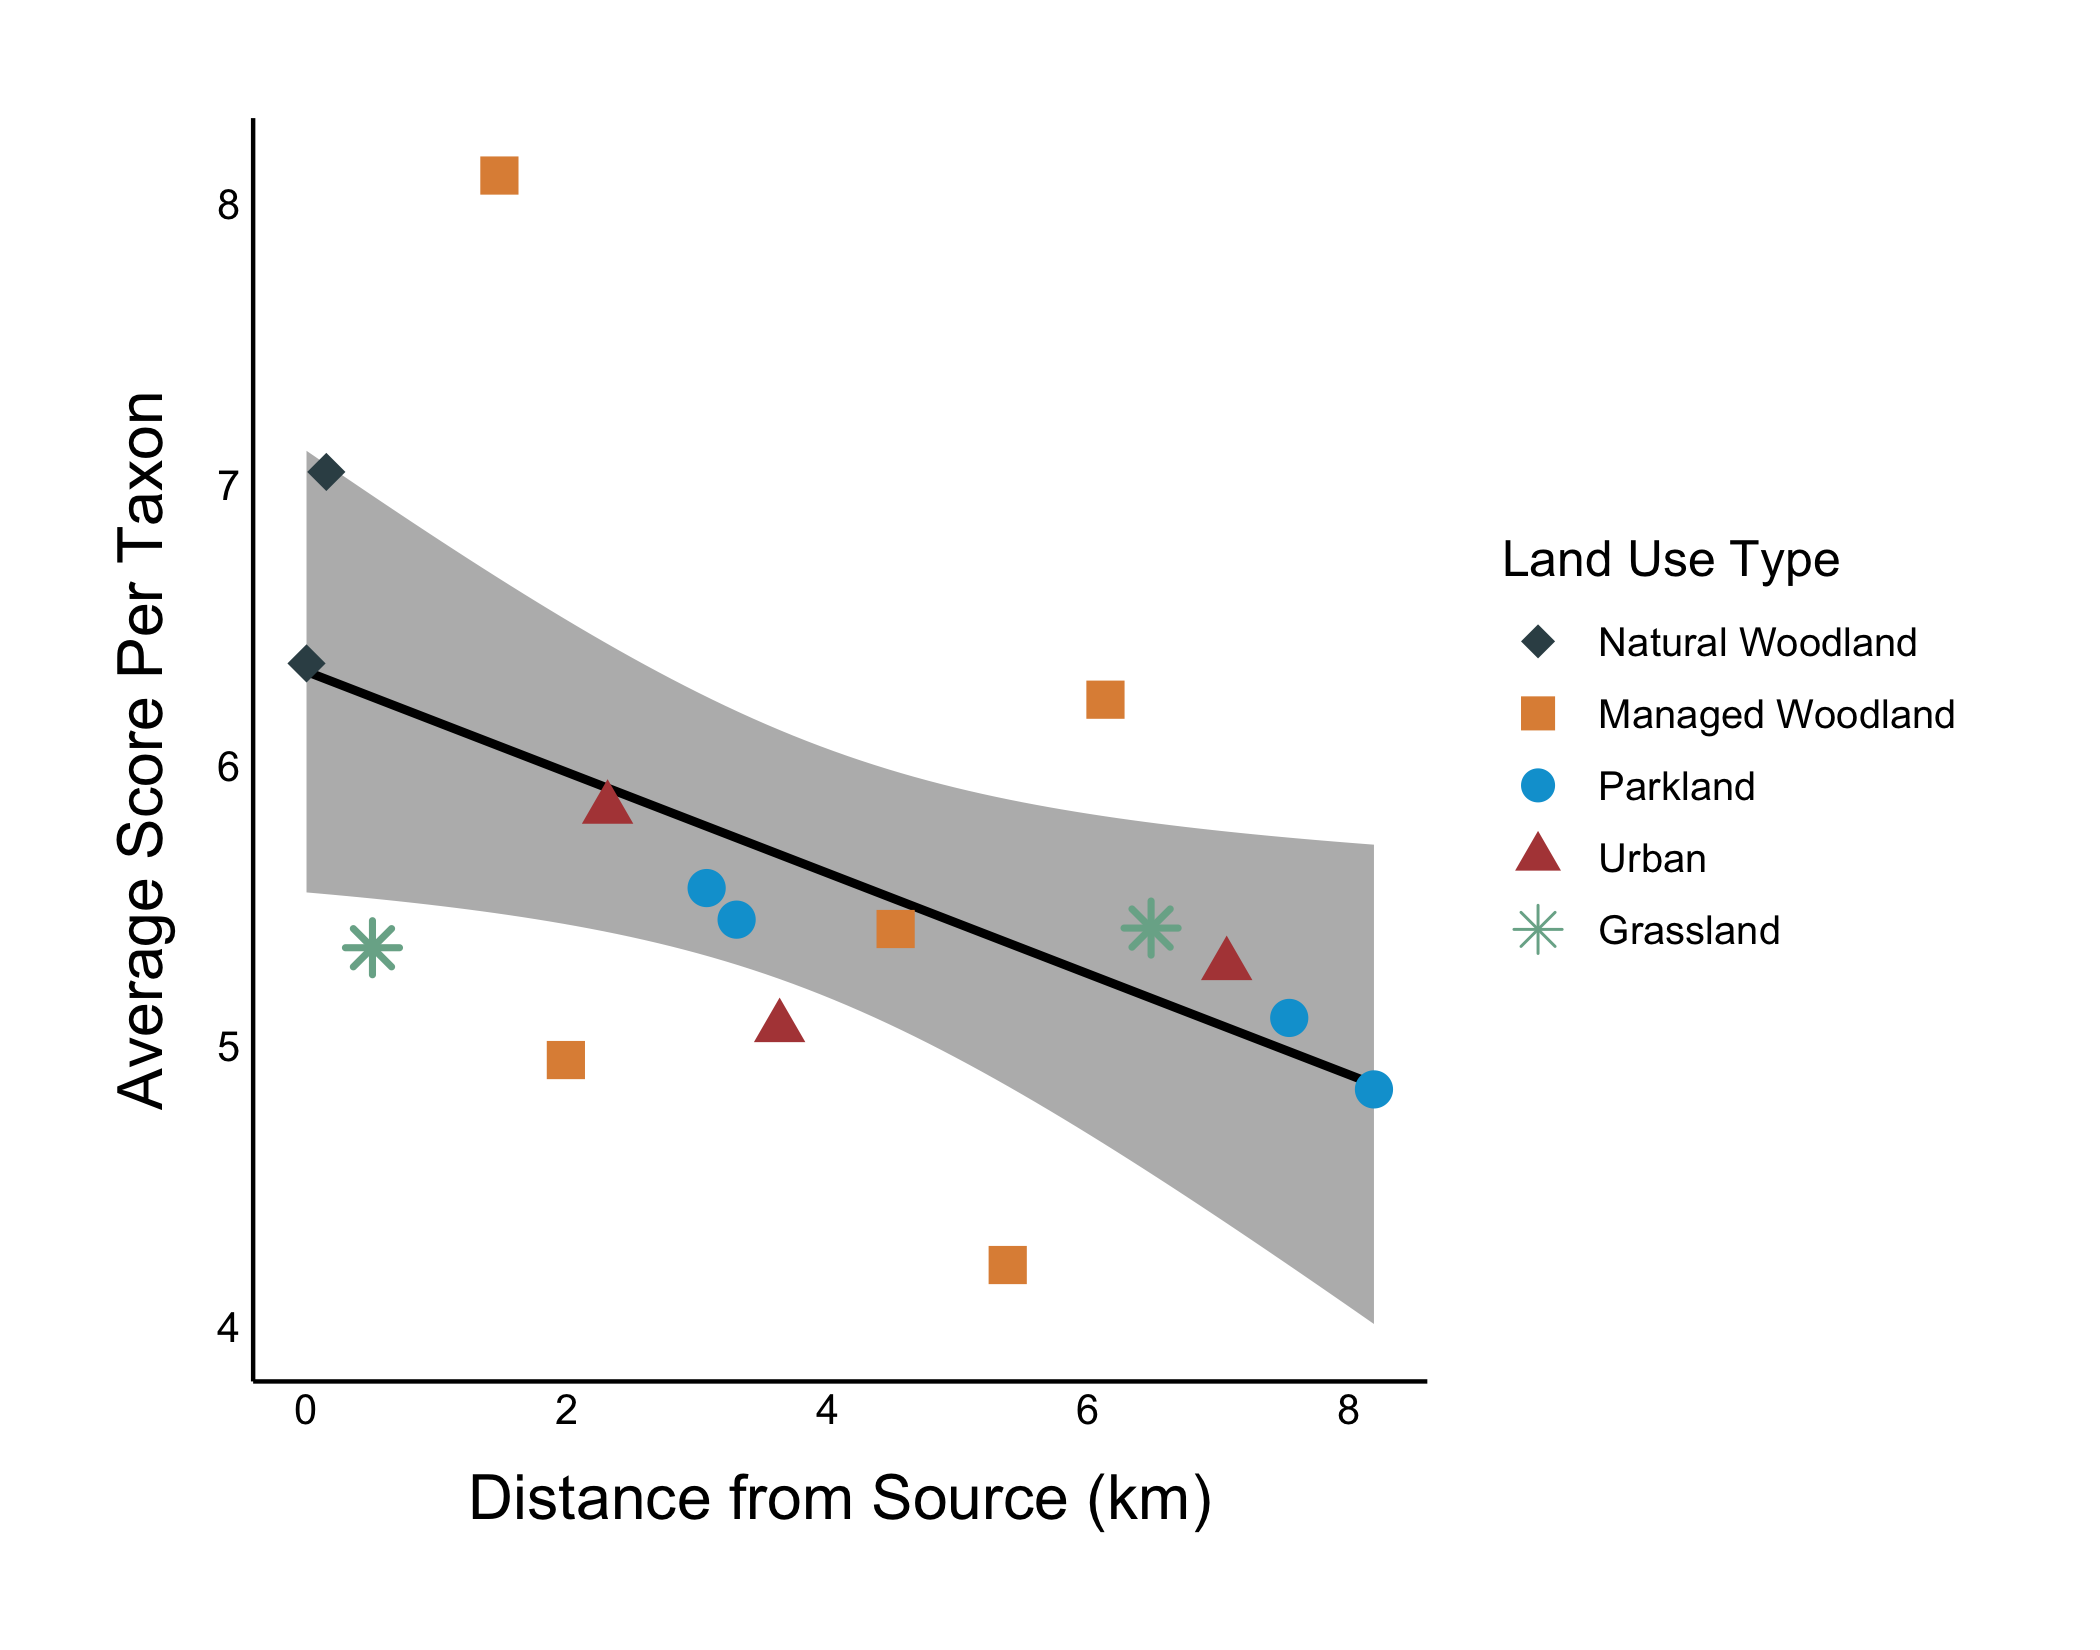 Average Score Per Taxon
8
7
6
5
4
0 2 4 6 8
Distance from Source (km)
Land Use Type
Natural Woodland
Managed Woodland
Parkland
Urban
Grassland